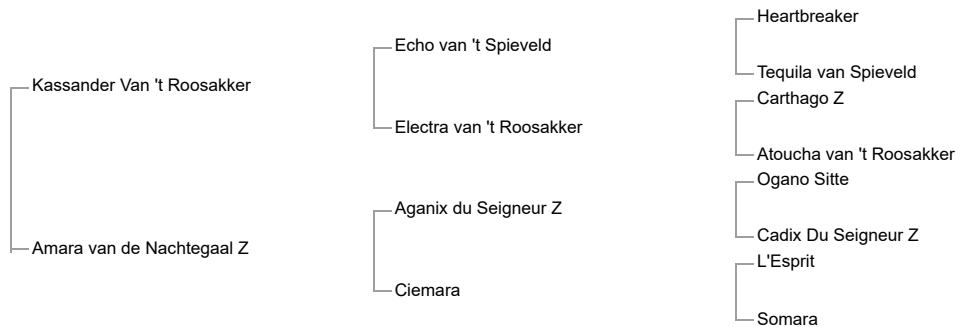 Heartbreaker
Echo van 't Spieveld
Tequila van Spieveld
Kassander Van 't Roosakker
Carthago Z
Electra van 't Roosakker
Atoucha van 't Roosakker
Ogano Sitte
Aganix du Seigneur Z
Cadix Du Seigneur Z
Amara van de Nachtegaal Z
L'Esprit
Ciemara
Somara